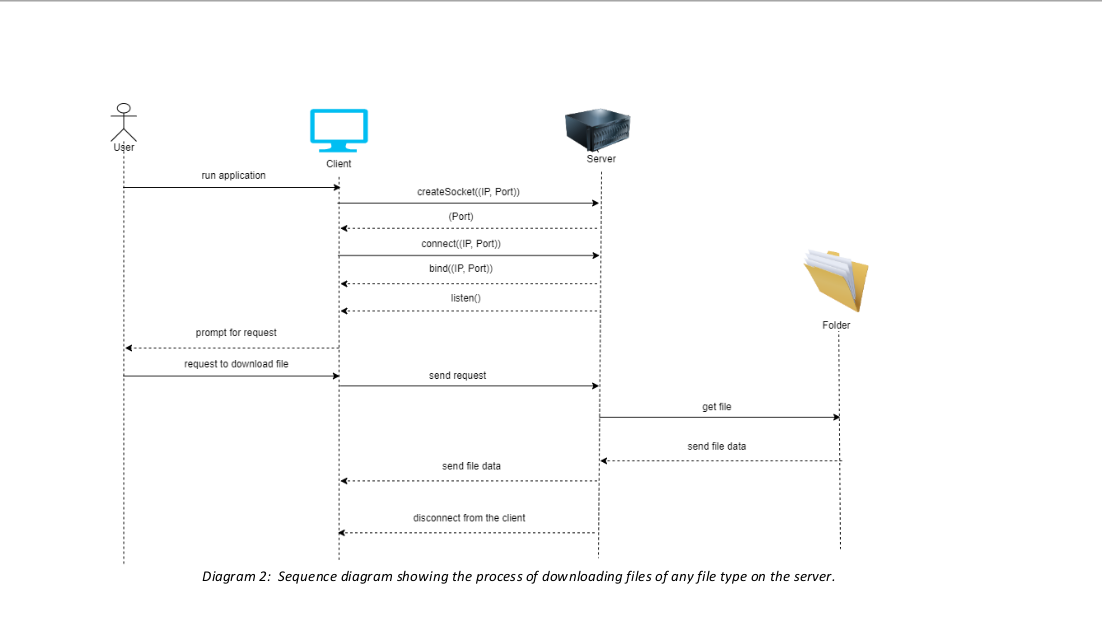 User
Client
Server
run application
createSocket((IP, Port))
(Port)
connect((IP, Port))
bind((IP, Port))
listen()
Folder
prompt for request
request to download file
send request
get file
send file data
send file data
disconnect from the client
Diagram 2: Sequence diagram showing the process of downloading files of any file type on the server.